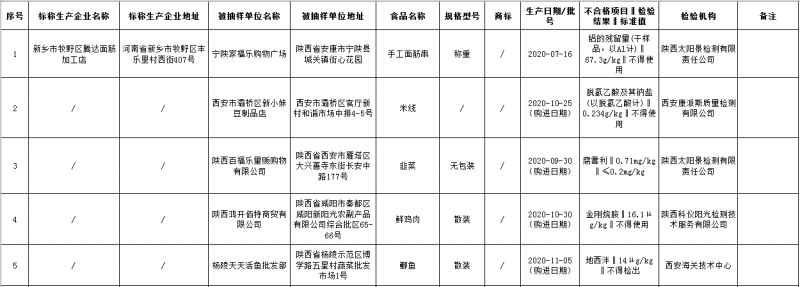 序号 标称生产企业名称 标称生产企业地址 被抽样单位名称 被抽样单位地址 食品名称 规格型号 商标 生产日期/批号 不合格项目‖检验结果‖标准值 检验机构 备注
1 新乡市牧野区腾达面筋加工店 河南省新乡市牧野区丰乐里村西街407号 宁陕家福乐购物广场 陕西省安康市宁陕县城关镇街心花园 手工面筋串 称重 / 2020-07-16 铝的残留量(干样品，以Al计)‖67.3g/kg‖不得使用 陕西太阳景检测有限责任公司
2 / / 西安市灞桥区新小妹豆制品店 西安市灞桥区官厅新村和谐市场中排4-5号 米线 / / 2020-10-25(购进日期) 脱氢乙酸及其钠盐(以脱氢乙酸计)‖0.234g/kg‖不得使用 西安康派斯质量检测有限公司
3 / / 陕西百福乐量贩购物有限公司 陕西省西安市雁塔区大兴善寺东街长安中路177号 韭菜 无包装 / 2020-09-30(购进日期) 腐霉利‖0.71mg/kg‖≤0.2mg/kg 陕西太阳景检测有限责任公司
4 / / 陕西鸿开佰特商贸有限公司 陕西省咸阳市秦都区咸阳新阳光农副产品有限公司综合批区65-66号 鲜鸡肉 散装 / 2020-10-30(购进日期) 金刚烷胺‖16.1μg/kg‖不得使用 陕西科仪阳光检测技术服务有限公司
5 / / 杨陵天天活鱼批发部 陕西省杨陵示范区博学路五星村蔬菜批发市场1号 鲫鱼 散装 / 2020-11-05(购进日期) 地西泮‖14μg/kg‖不得检出 西安海关技术中心